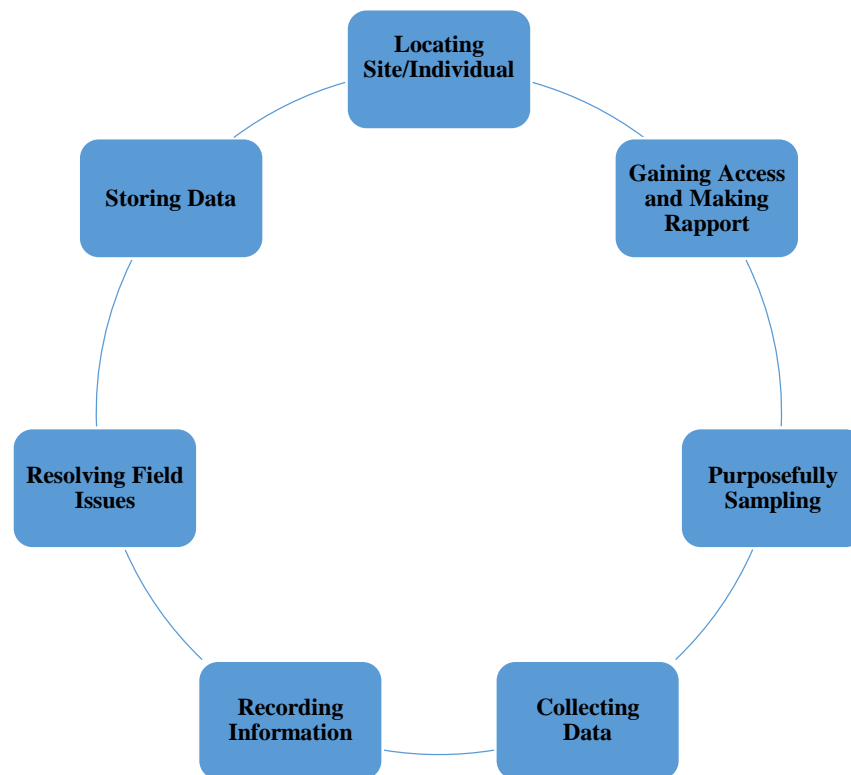 Locating
Site/Individual
Gaining Access
and Making
Rapport
Purposefully
Sampling
Collecting
Data
Recording
Information
Resolving Field
Issues
Storing Data